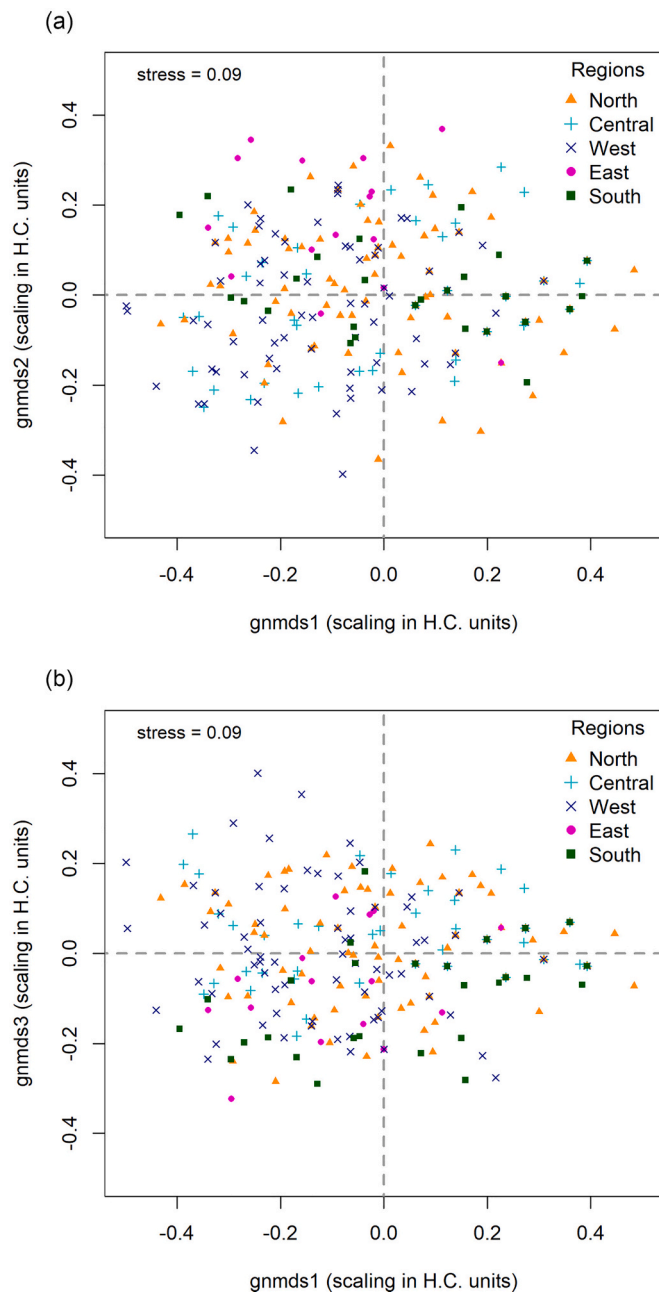 (a)
stress = 0.09
Regions
North
Central
West
East
South
gnmds2 (scaling in H.C. units)
0.4
0.2
0.0
-0.2
-0.4
-0.4 -0.2 0.0 0.2 0.4
gnmds1 (scaling in H.C. units)
(b)
stress = 0.09
Regions
North
Central
West
East
South
gnmds3 (scaling in H.C. units)
0.4
0.2
0.0
-0.2
-0.4
-0.4 -0.2 0.0 0.2 0.4
gnmds1 (scaling in H.C. units)